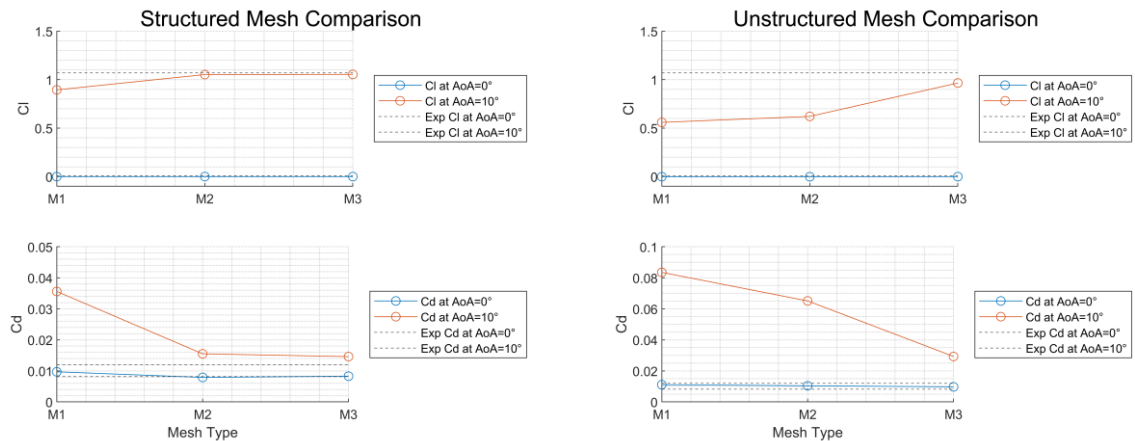 Structured Mesh Comparison
1.5
1
0.5
0
Cl
M1
M2
M3
Cl at AoA=0°
Cl at AoA=10°
Exp Cl at AoA=0°
Exp Cl at AoA=10°
Unstructured Mesh Comparison
1.5
1
0.5
0
Cl
M1
M2
M3
Cl at AoA=0°
Cl at AoA=10°
Exp Cl at AoA=0°
Exp Cl at AoA=10°
0.05
0.04
0.03
0.02
0.01
0
Cd
M1
M2
M3
Mesh Type
Cd at AoA=0°
Cd at AoA=10°
Exp Cd at AoA=0°
Exp Cd at AoA=10°
0.1
0.08
0.06
0.04
0.02
0
Cd
M1
M2
M3
Mesh Type
Cd at AoA=0°
Cd at AoA=10°
Exp Cd at AoA=0°
Exp Cd at AoA=10°